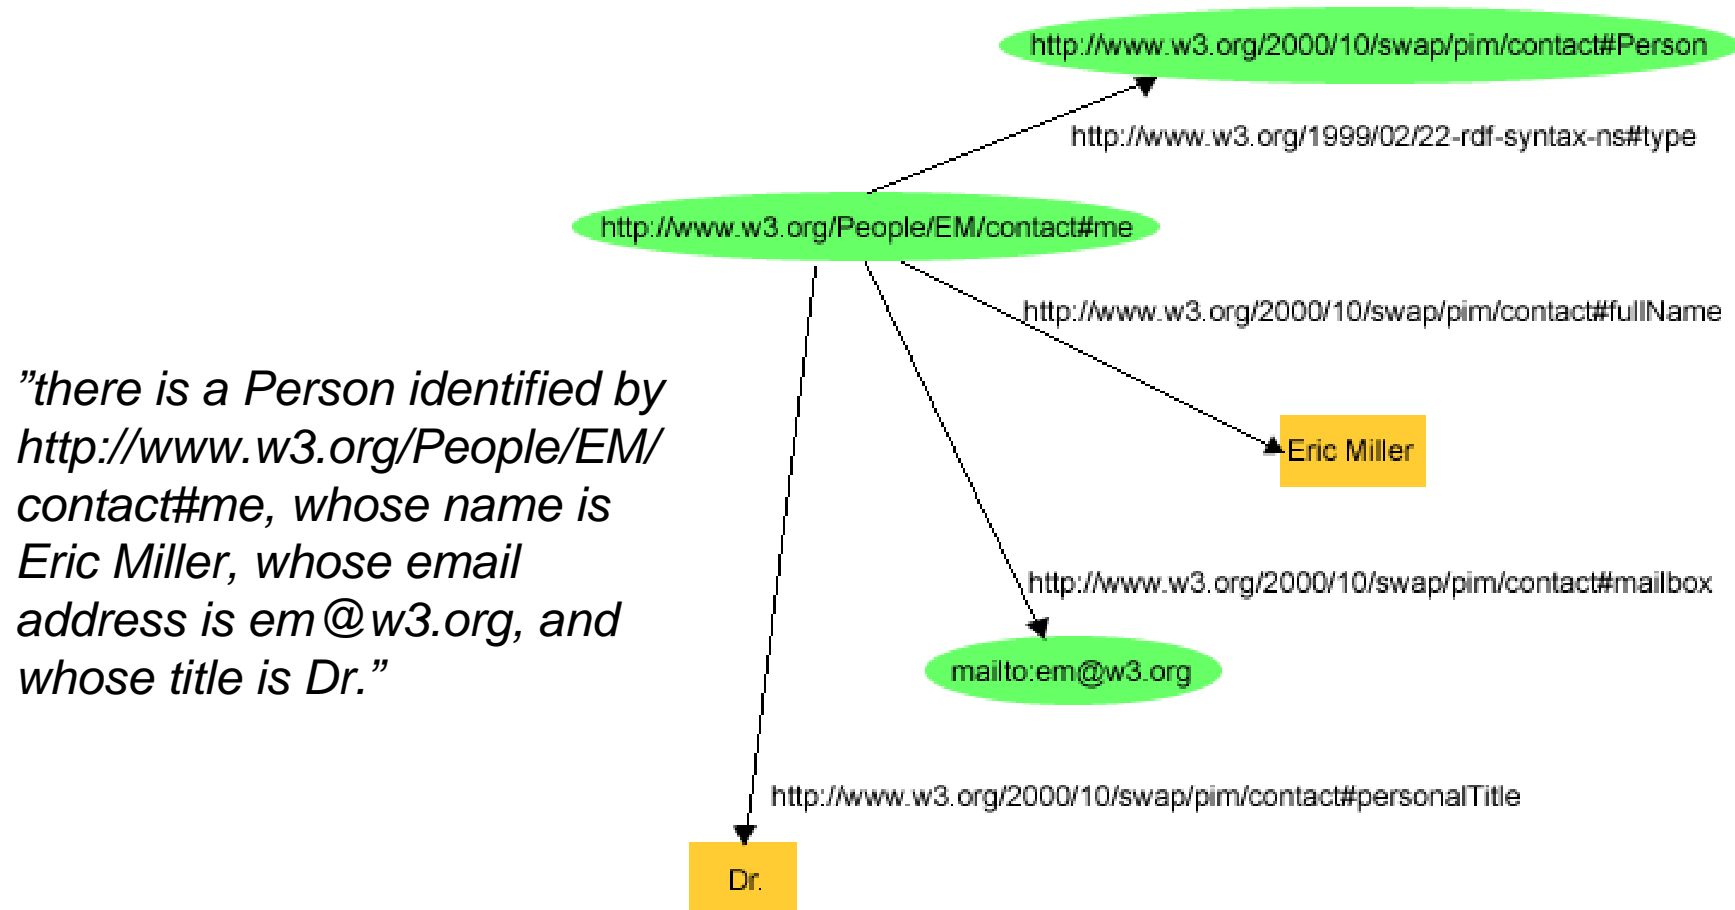 http://www.w3.org/2000/10/swap/pim/contact#Person
http://www.w3.org/1999/02/22-rdf-syntax-ns#type
http://www.w3.org/People/EM/contact#me
http://www.w3.org/2000/10/swap/pim/contact#fullName
”there is a Person identified by
http://www.w3.org/People/EM/
contact#me, whose name is
Eric Miller, whose email
address is em@w3.org, and
whose title is Dr.”
Eric Miller
http://www.w3.org/2000/10/swap/pim/contact#mailbox
mailto:em@w3.org
http://www.w3.org/2000/10/swap/pim/contact#personalTitle
Dr.